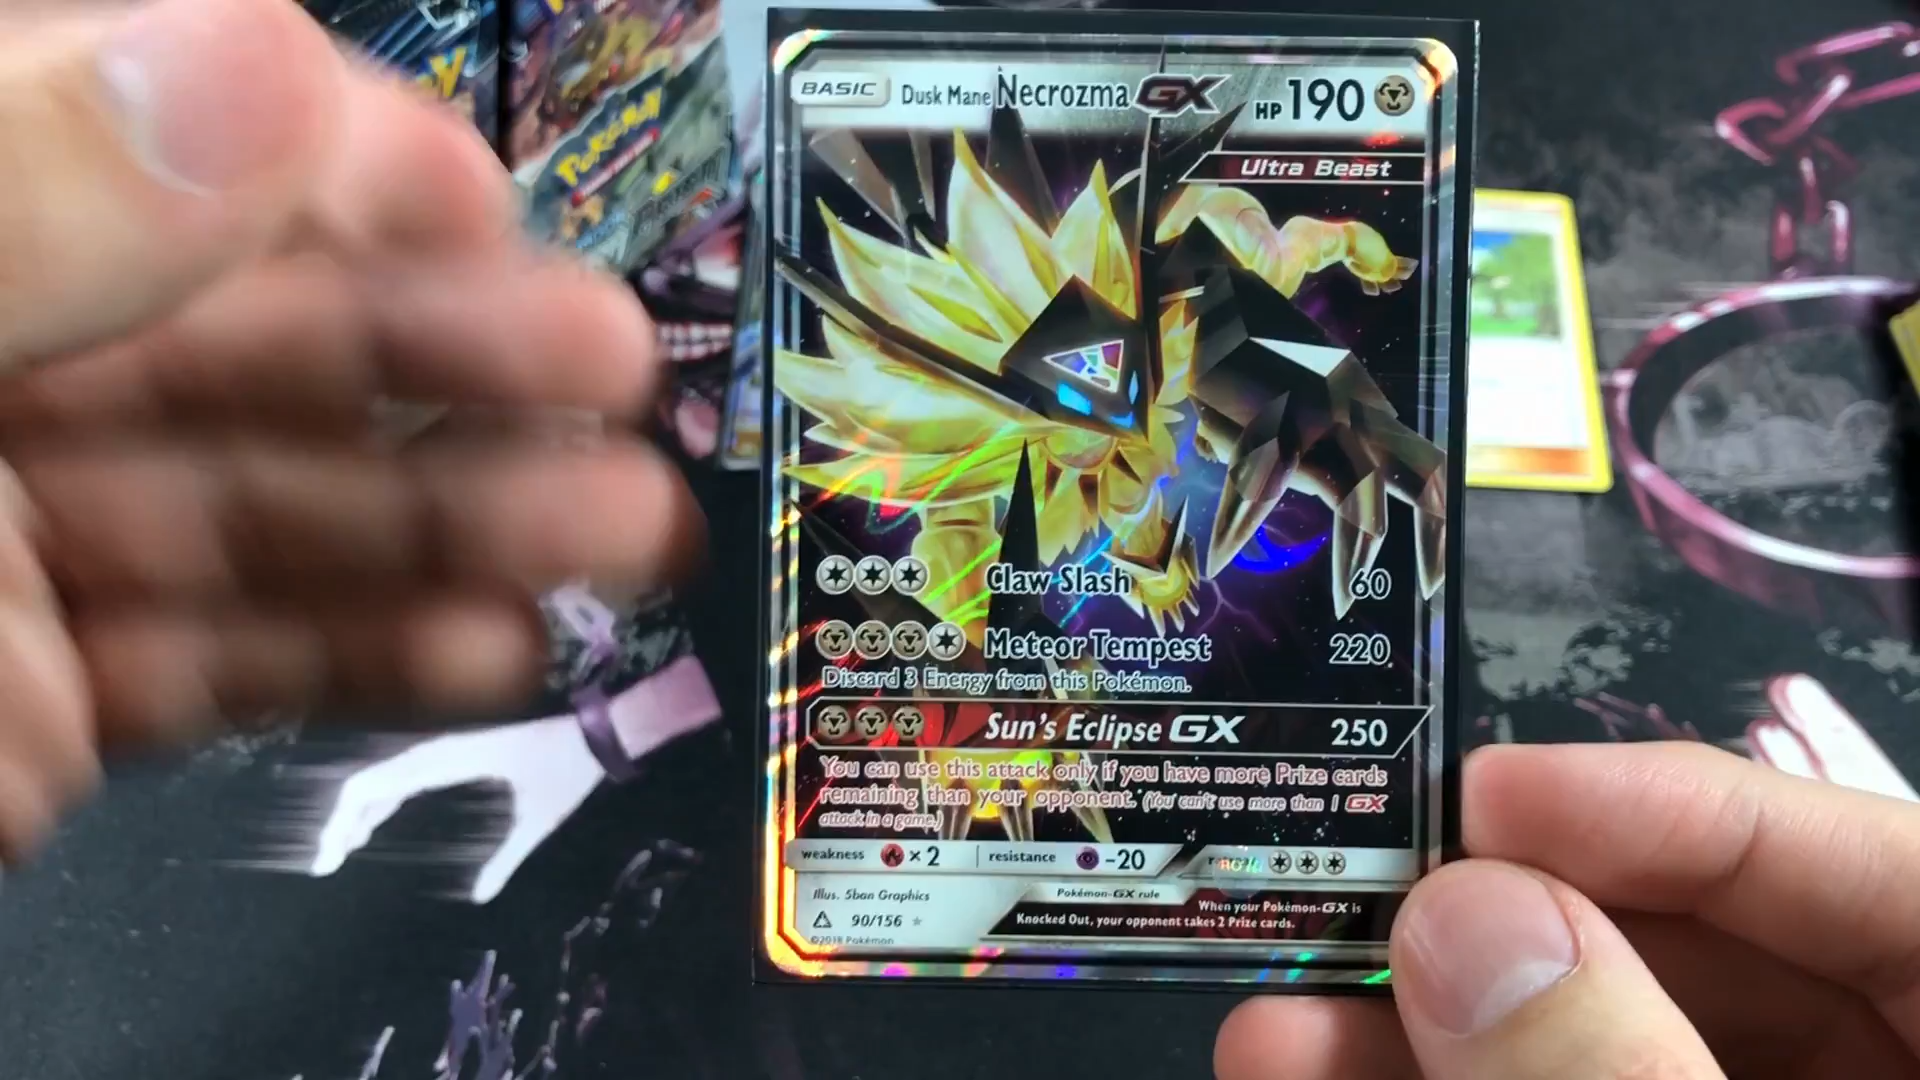 POKéMON
BASIC Dusk Mane Necrozma GX HP 190
Ultra Beast
Claw Slash 60
Meteor Tempest 220
Discard 3 Energy from this Pokémon.
Sun's Eclipse GX 250
You can use this attack only if you have more Prize cards
remaining than your opponent. (You can't use more than 1 GX
attack in a game.)
weakness ×2 resistance -20
Illus. 5ban Graphics
Pokémon-GX rule
When your Pokémon-GX is
90/156
Knocked Out, your opponent takes 2 Prize cards.
©2018 Pokémon